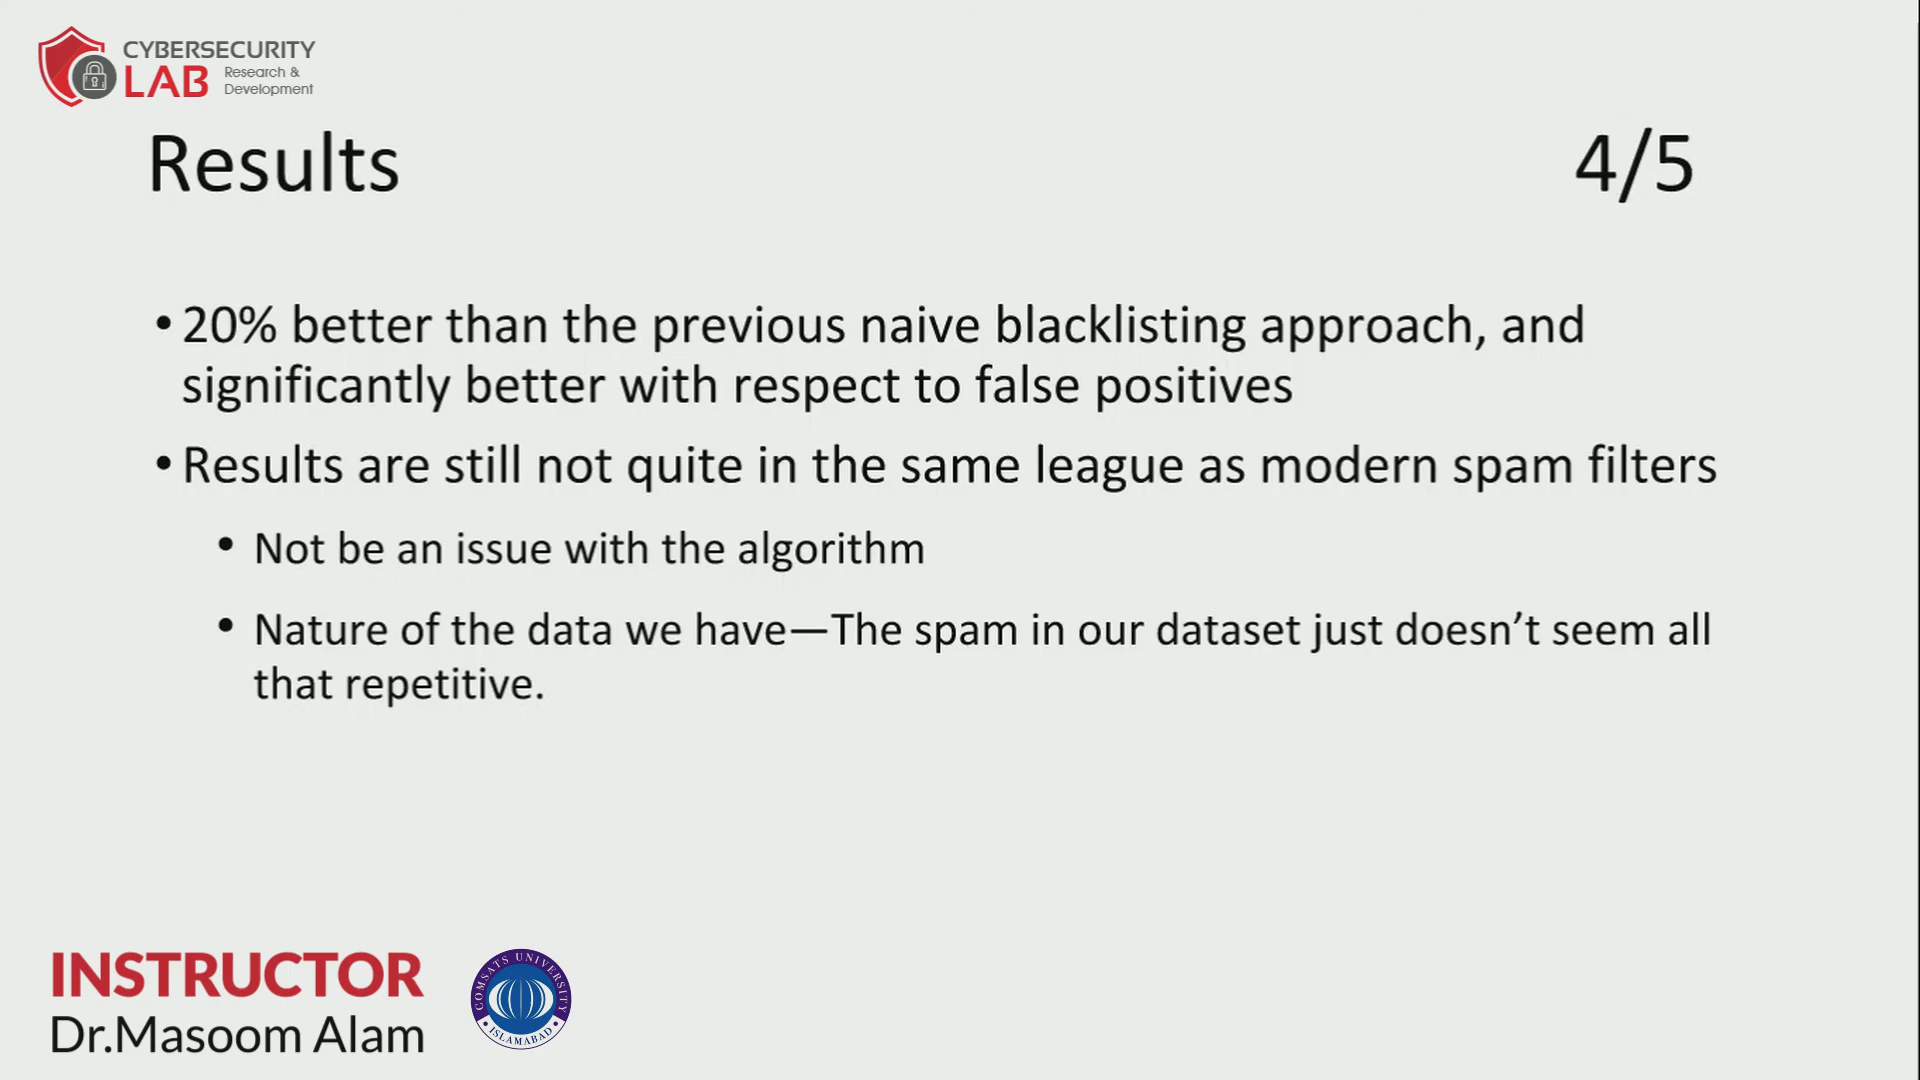 CYBERSECURITY
LAB Research &
Development
Results 4/5
• 20% better than the previous naive blacklisting approach, and
significantly better with respect to false positives
• Results are still not quite in the same league as modern spam filters
• Not be an issue with the algorithm
• Nature of the data we have—The spam in our dataset just doesn’t seem all
that repetitive.
INSTRUCTOR
Dr.Masoom Alam
COMSATS UNIVERSITY
• ISLAMABAD •